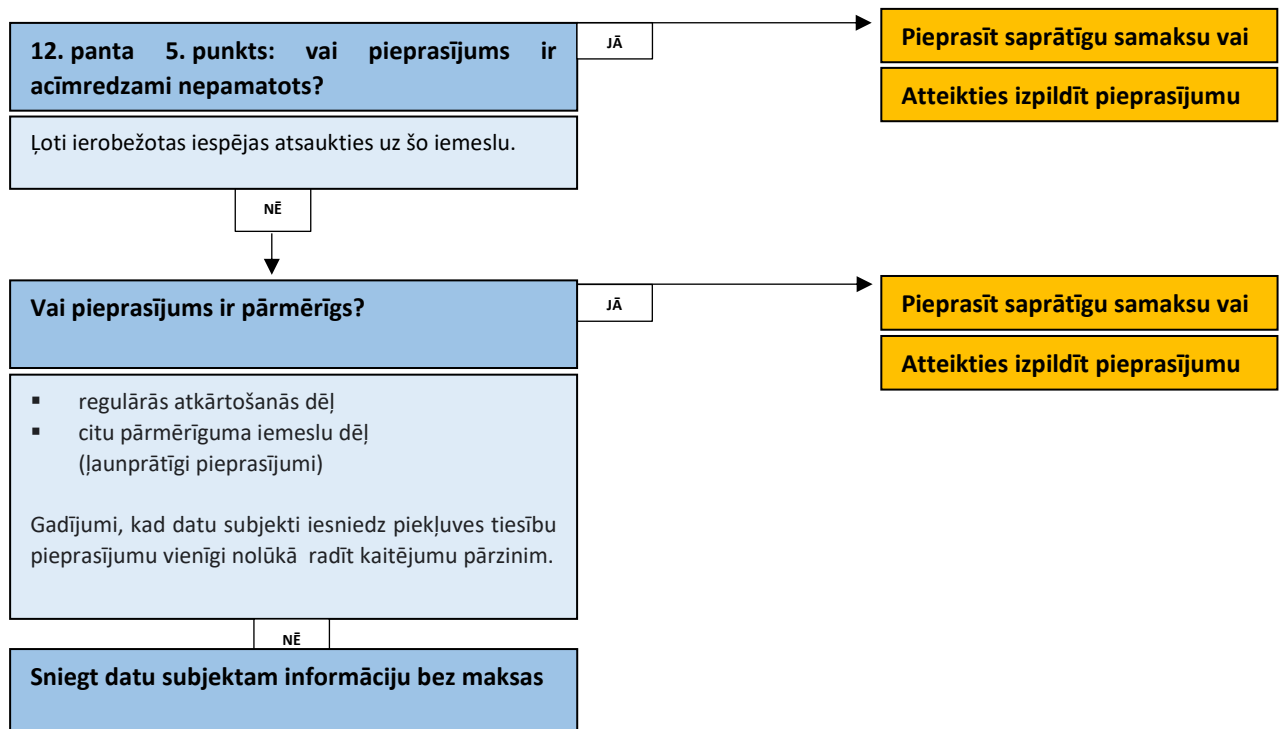 12. panta 5. punkts: vai pieprasījums ir
acīmredzami nepamatots?
JĀ
Pieprasīt saprātīgu samaksu vai
Atteikties izpildīt pieprasījumu
Ļoti ierobežotas iespējas atsaukties uz šo iemeslu.
NĒ
Vai pieprasījums ir pārmērīgs?
JĀ
Pieprasīt saprātīgu samaksu vai
Atteikties izpildīt pieprasījumu
▪ regulārās atkārtošanās dēļ
▪ citu pārmērīguma iemeslu dēļ
(ļaunprātīgi pieprasījumi)
Gadījumi, kad datu subjekti iesniedz piekļuves tiesību
pieprasījumu vienīgi nolūkā radīt kaitējumu pārzinim.
NĒ
Sniegt datu subjektam informāciju bez maksas